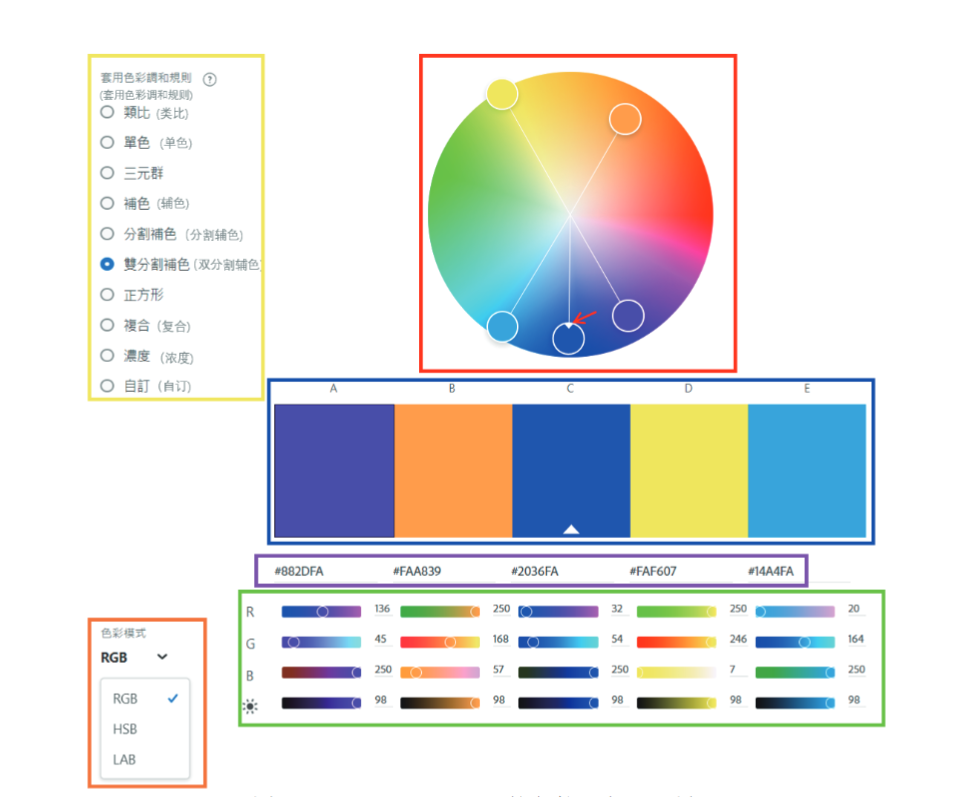 套用色彩調和規則 ?
(套用色彩调和规则)
類比 (类比)
單色 (单色)
三元群
補色 (辅色)
分割補色 (分割辅色)
雙分割補色 (双分割辅色)
正方形
複合 (复合)
濃度 (浓度)
自訂 (自订)
A B C D E
#882DFA #FAA839 #2036FA #FAF607 #14A4FA
R 136 250 32 250 20
G 45 168 54 246 164
B 250 57 250 7 250
98 98 98 98 98
色彩模式
RGB
RGB
HSB
LAB